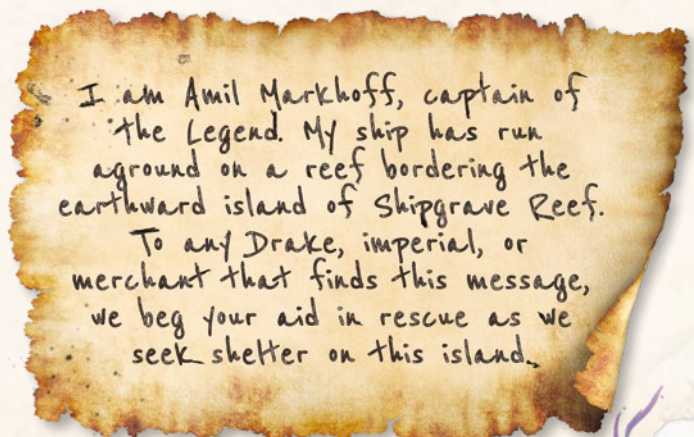 I am Amil Markhoff, captain of
the Legend. My ship has run
aground on a reef bordering the
earthward island of Shipgrave Reef.
To any Drake, imperial, or
merchant that finds this message,
we beg your aid in rescue as we
seek shelter on this island.